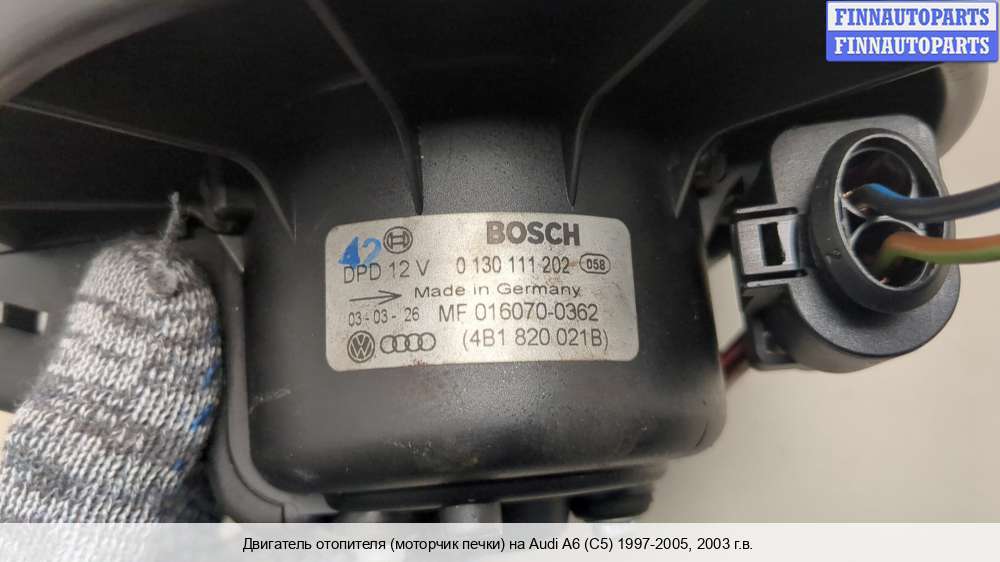 FINNAUTOPARTS
FINNAUTOPARTS
42 BOSCH
DPD 12 V 0 130 111 202 058
Made in Germany
03-03-26 MF 016070-0362
(4B1 820 021B)
Двигатель отопителя (моторчик печки) на Audi A6 (C5) 1997-2005, 2003 г.в.